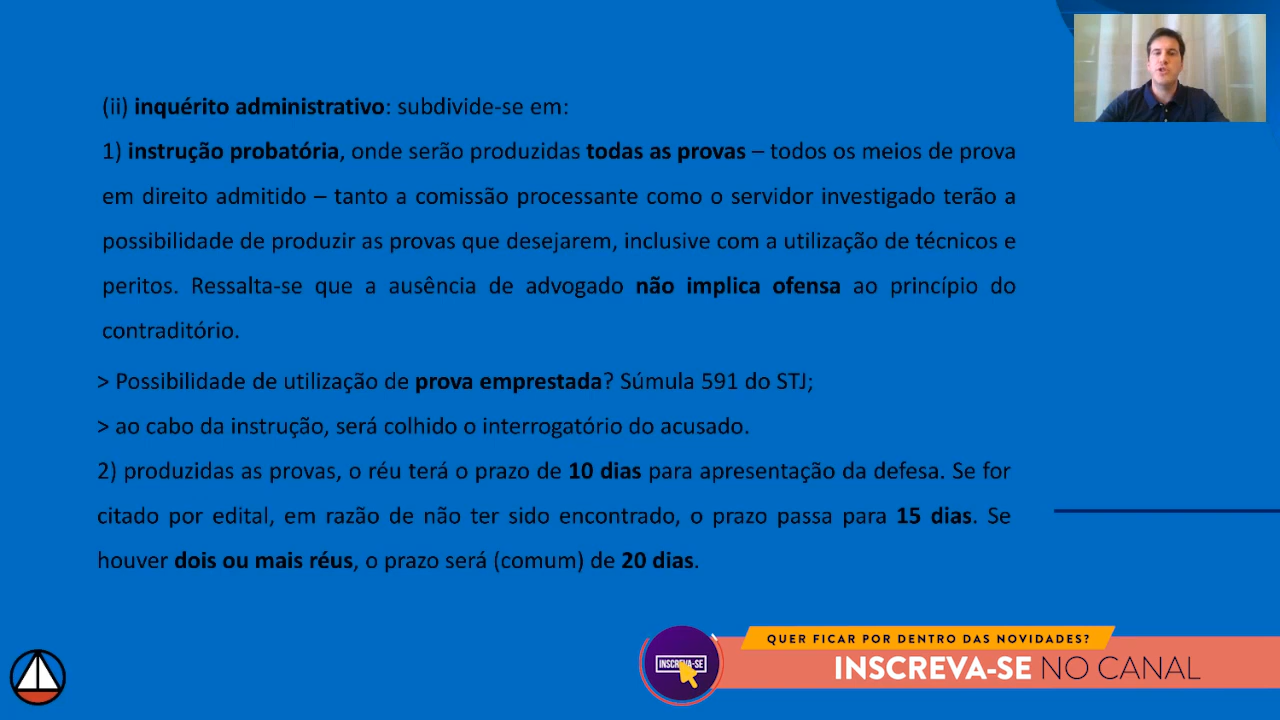 (ii) inquérito administrativo: subdivide-se em:
1) instrução probatória, onde serão produzidas todas as provas – todos os meios de prova
em direito admitido – tanto a comissão processante como o servidor investigado terão a
possibilidade de produzir as provas que desejarem, inclusive com a utilização de técnicos e
peritos. Ressalta-se que a ausência de advogado não implica ofensa ao princípio do
contraditório.
> Possibilidade de utilização de prova emprestada? Súmula 591 do STJ;
> ao cabo da instrução, será colhido o interrogatório do acusado.
2) produzidas as provas, o réu terá o prazo de 10 dias para apresentação da defesa. Se for
citado por edital, em razão de não ter sido encontrado, o prazo passa para 15 dias. Se
houver dois ou mais réus, o prazo será (comum) de 20 dias.
QUER FICAR POR DENTRO DAS NOVIDADES?
INSCREVA-SE
INSCREVA-SE NO CANAL